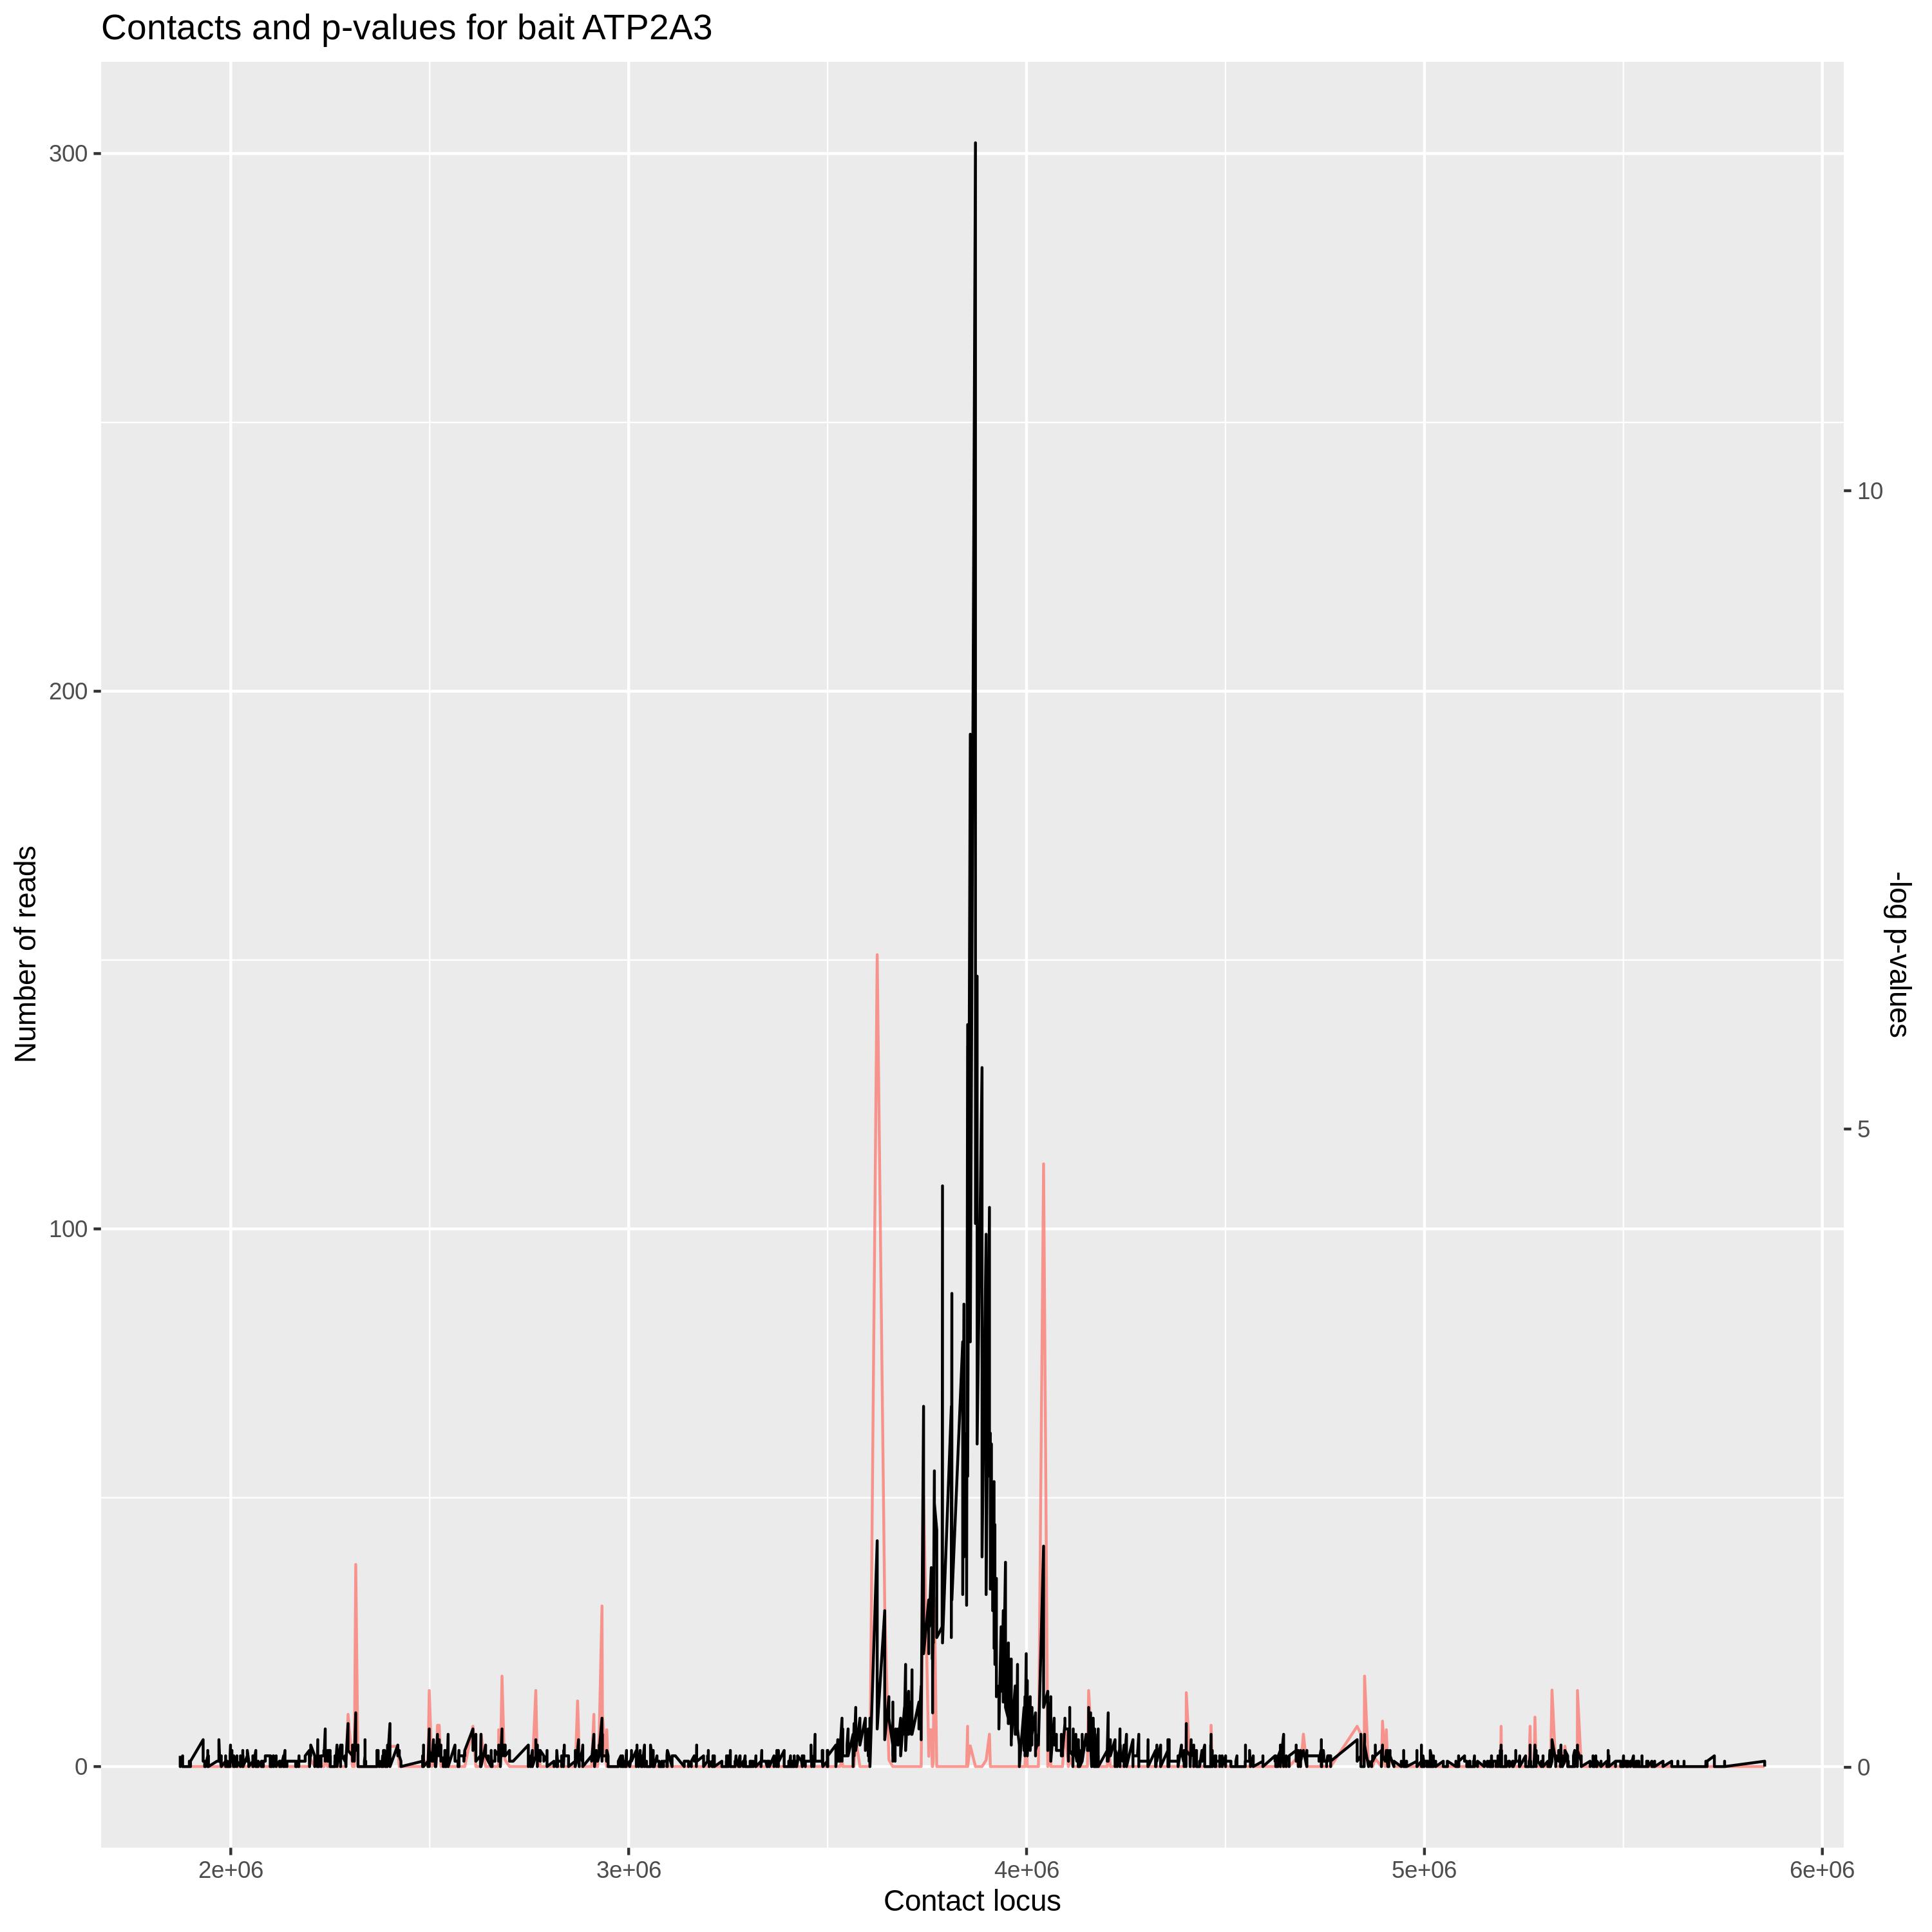 Contacts and p-values for bait ATP2A3
300
200
100
0
Number of reads
10
5
0
-log p-values
2e+06
3e+06
4e+06
5e+06
6e+06
Contact locus